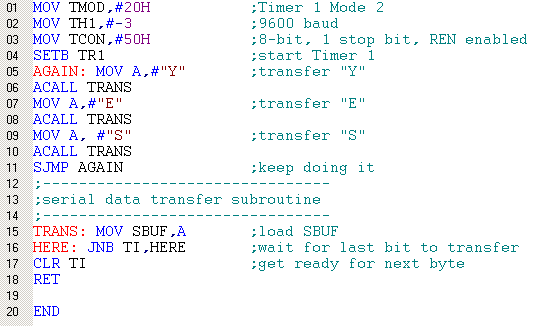 01 MOV TMOD,#20H ;Timer 1 Mode 2
02 MOV TH1,#-3 ;9600 baud
03 MOV TCON,#50H ;8-bit, 1 stop bit, REN enabled
04 SETB TR1 ;start Timer 1
05 AGAIN: MOV A,#"Y" ;transfer "Y"
06 ACALL TRANS
07 MOV A,#"E" ;transfer "E"
08 ACALL TRANS
09 MOV A, #"S" ;transfer "S"
10 ACALL TRANS
11 SJMP AGAIN ;keep doing it
12 ;--------------------------------
13 ;serial data transfer subroutine
14 ;--------------------------------
15 TRANS: MOV SBUF,A ;load SBUF
16 HERE: JNB TI,HERE ;wait for last bit to transfer
17 CLR TI ;get ready for next byte
18 RET
19
20 END